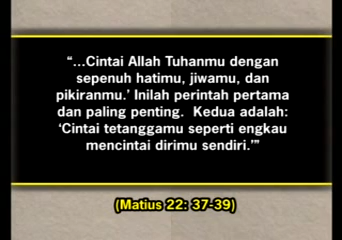 “...Cintai Allah Tuhanmu dengan
sepenuh hatimu, jiwamu, dan
pikiranmu.’ Inilah perintah pertama
dan paling penting. Kedua adalah:
‘Cintai tetanggamu seperti engkau
mencintai dirimu sendiri.’”
(Matius 22: 37-39)